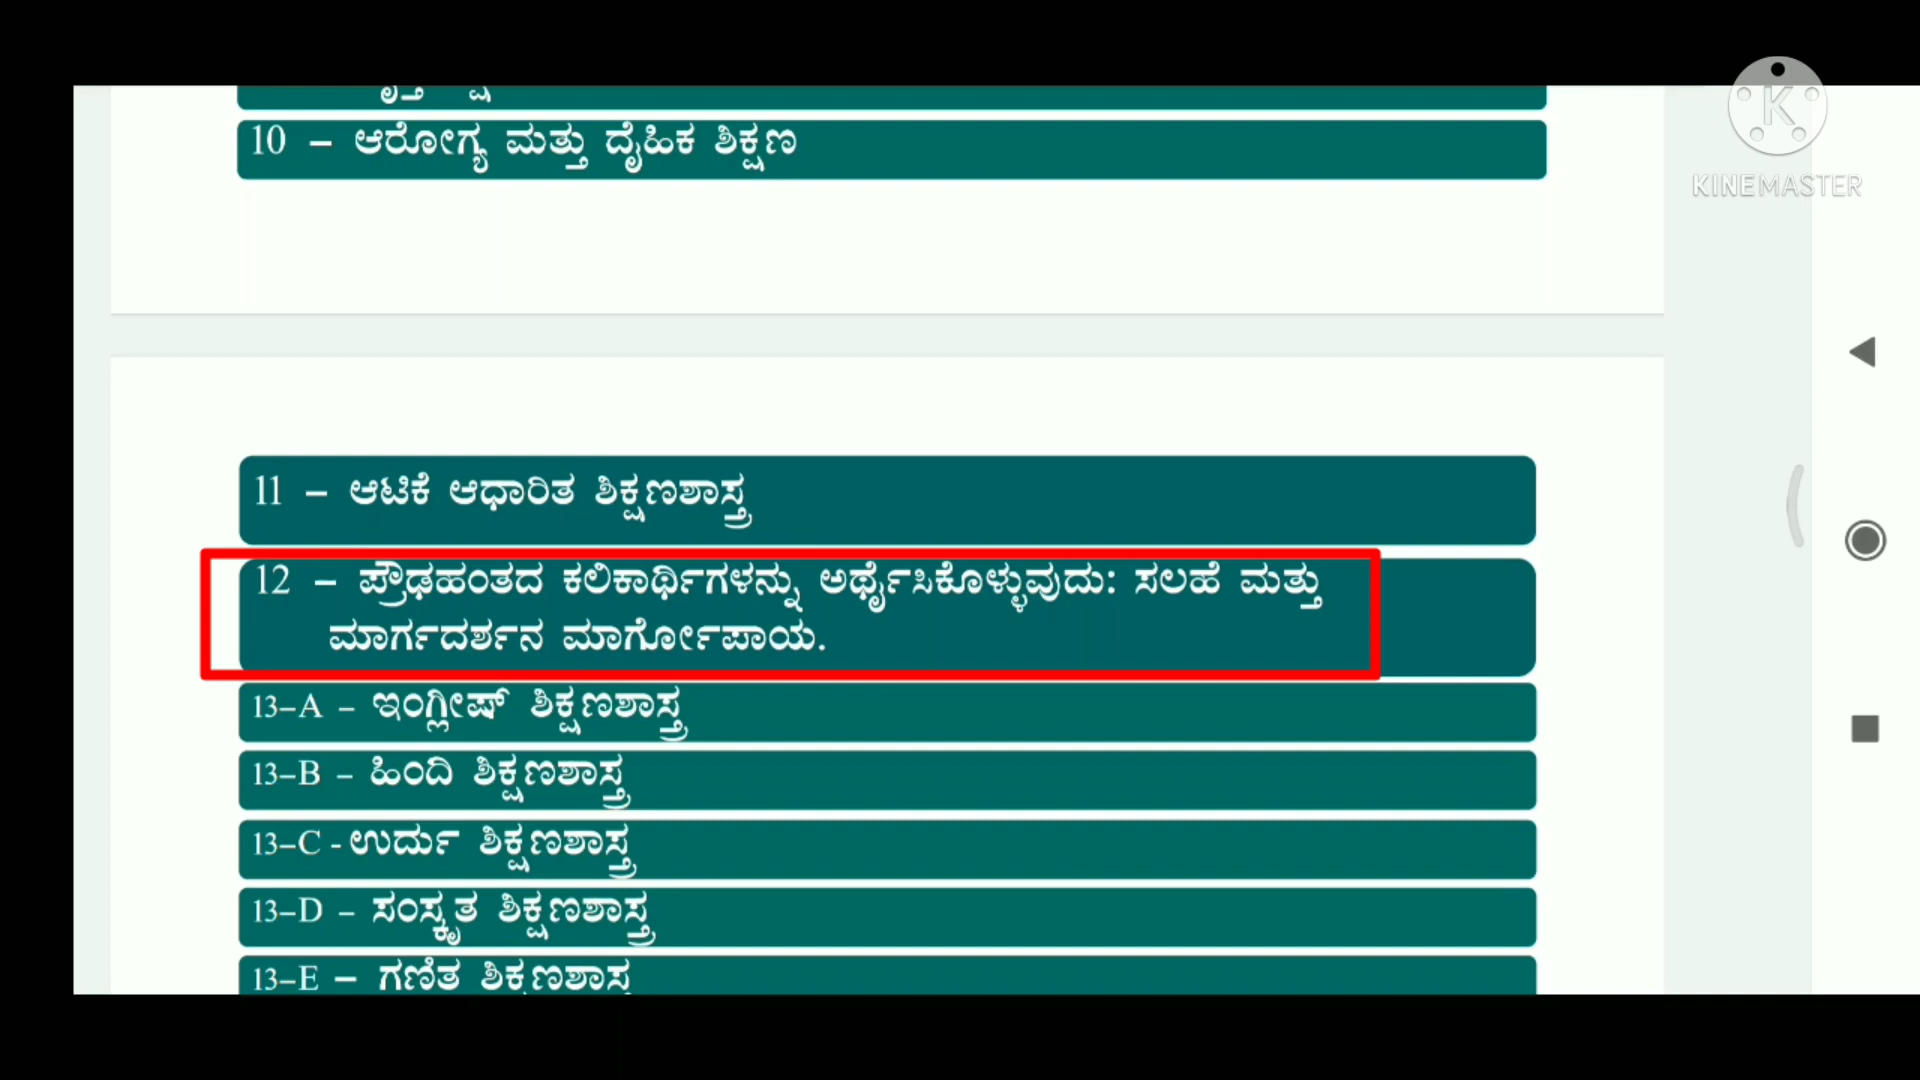 10 – ಆರೋಗ್ಯ ಮತ್ತು ದೈಹಿಕ ಶಿಕ್ಷಣ
KINEMASTER
11 – ಆಟಿಕೆ ಆಧಾರಿತ ಶಿಕ್ಷಣಶಾಸ್ತ್ರ
12 – ಪ್ರೌಢಹಂತದ ಕಲಿಕಾರ್ಥಿಗಳನ್ನು ಅರ್ಥೈಸಿಕೊಳ್ಳುವುದು: ಸಲಹೆ ಮತ್ತು
ಮಾರ್ಗದರ್ಶನ ಮಾರ್ಗೋಪಾಯ.
13–A – ಇಂಗ್ಲೀಷ್ ಶಿಕ್ಷಣಶಾಸ್ತ್ರ
13–B – ಹಿಂದಿ ಶಿಕ್ಷಣಶಾಸ್ತ್ರ
13–C - ಉರ್ದು ಶಿಕ್ಷಣಶಾಸ್ತ್ರ
13–D – ಸಂಸ್ಕೃತ ಶಿಕ್ಷಣಶಾಸ್ತ್ರ
13–E – ಗಣಿತ ಶಿಕ್ಷಣಶಾಸ್ತ್ರ